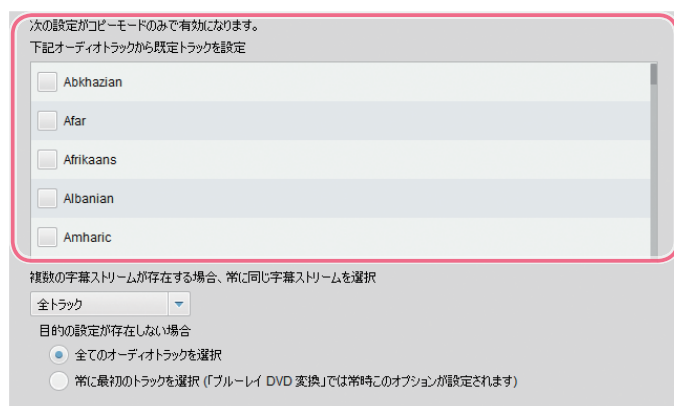 次の設定がコピーモードのみで有効になります。
下記オーディオトラックから既定トラックを設定
Abkhazian
Afar
Afrikaans
Albanian
Amharic
複数の字幕ストリームが存在する場合、常に同じ字幕ストリームを選択
全トラック
目的の設定が存在しない場合
全てのオーディオトラックを選択
常に最初のトラックを選択 (「ブルーレイ DVD 変換」では常時このオプションが設定されます)